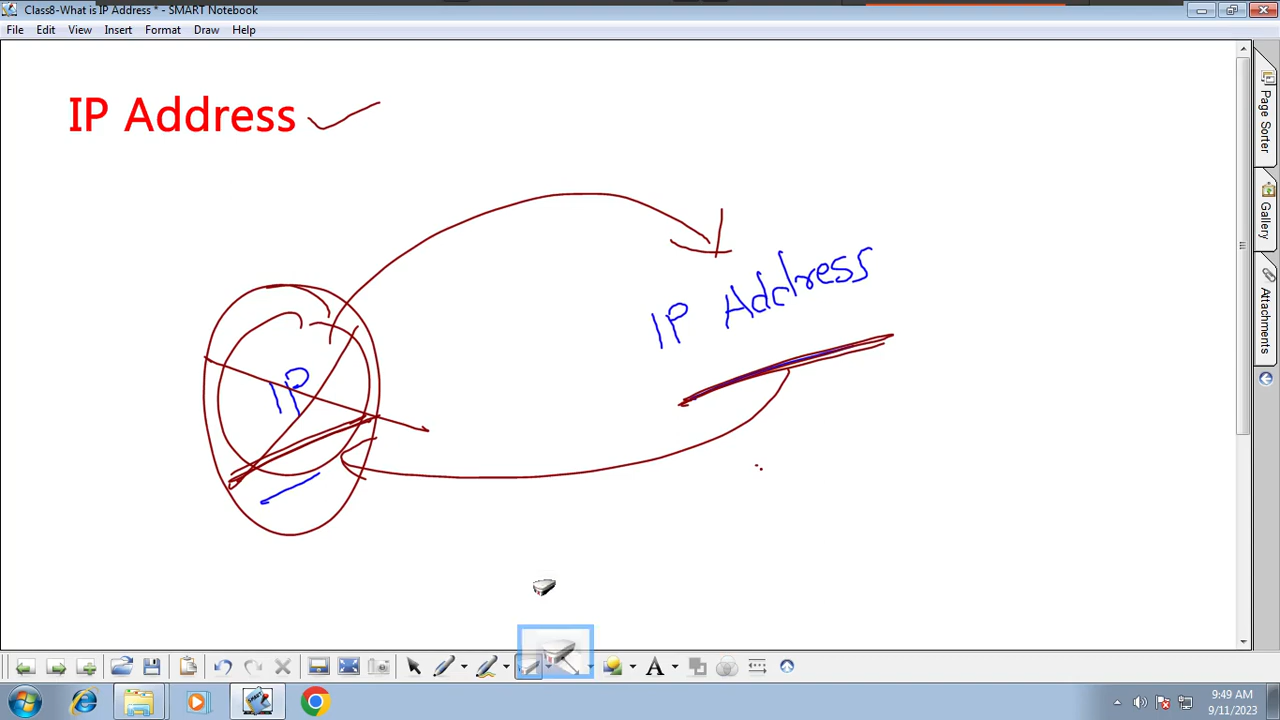 Class8-What is IP Address * - SMART Notebook
File Edit View Insert Format Draw Help
IP Address
IP Address
IP
Page Sorter
Gallery
Attachments
A
9:49 AM
9/11/2023